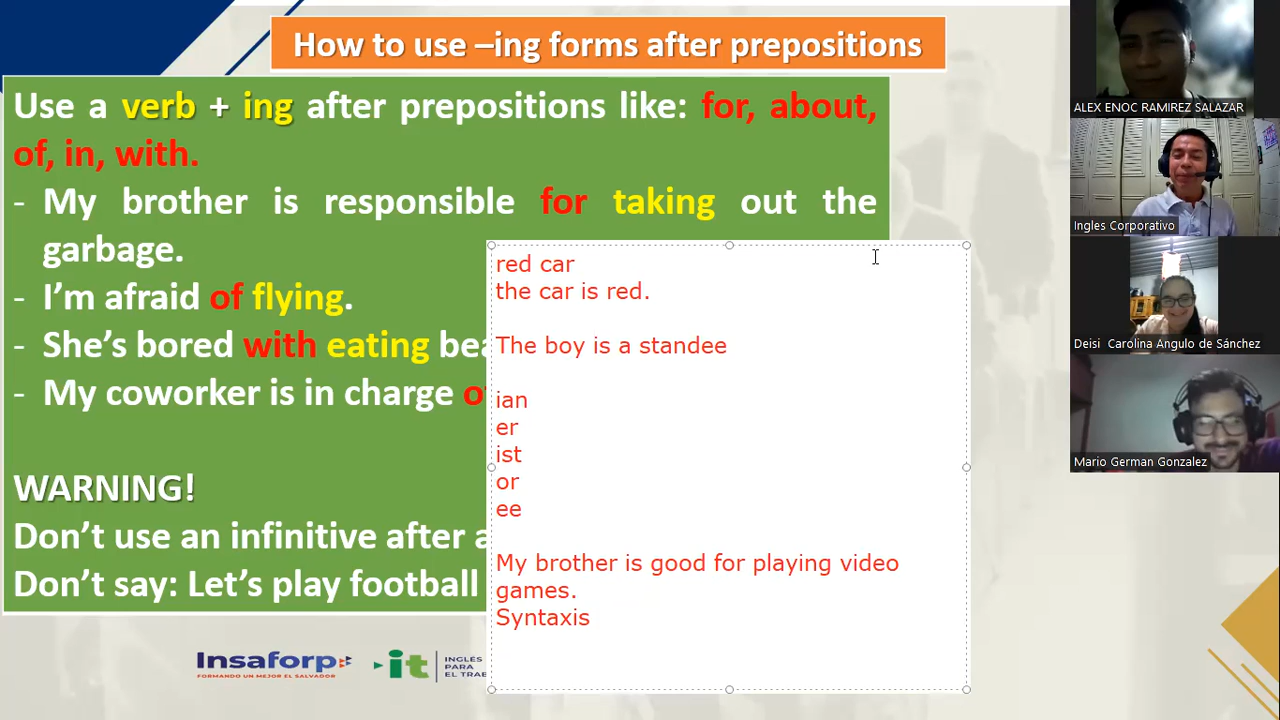 How to use –ing forms after prepositions
Use a verb + ing after prepositions like: for, about,
of, in, with.
- My brother is responsible for taking out the
garbage.
- I'm afraid of flying.
- She's bored with eating bea
- My coworker is in charge o
WARNING!
Don't use an infinitive after a
Don't say: Let's play football
red car
the car is red.
The boy is a standee
ian
er
ist
or
ee
My brother is good for playing video
games.
Syntaxis
Insaforp
FORMANDO UN MEJOR EL SALVADOR
it
INGLÉS
PARA
EL TRA
ALEX ENOC RAMIREZ SALAZAR
Ingles Corporativo
Deisi Carolina Angulo de Sánchez
Mario German Gonzalez